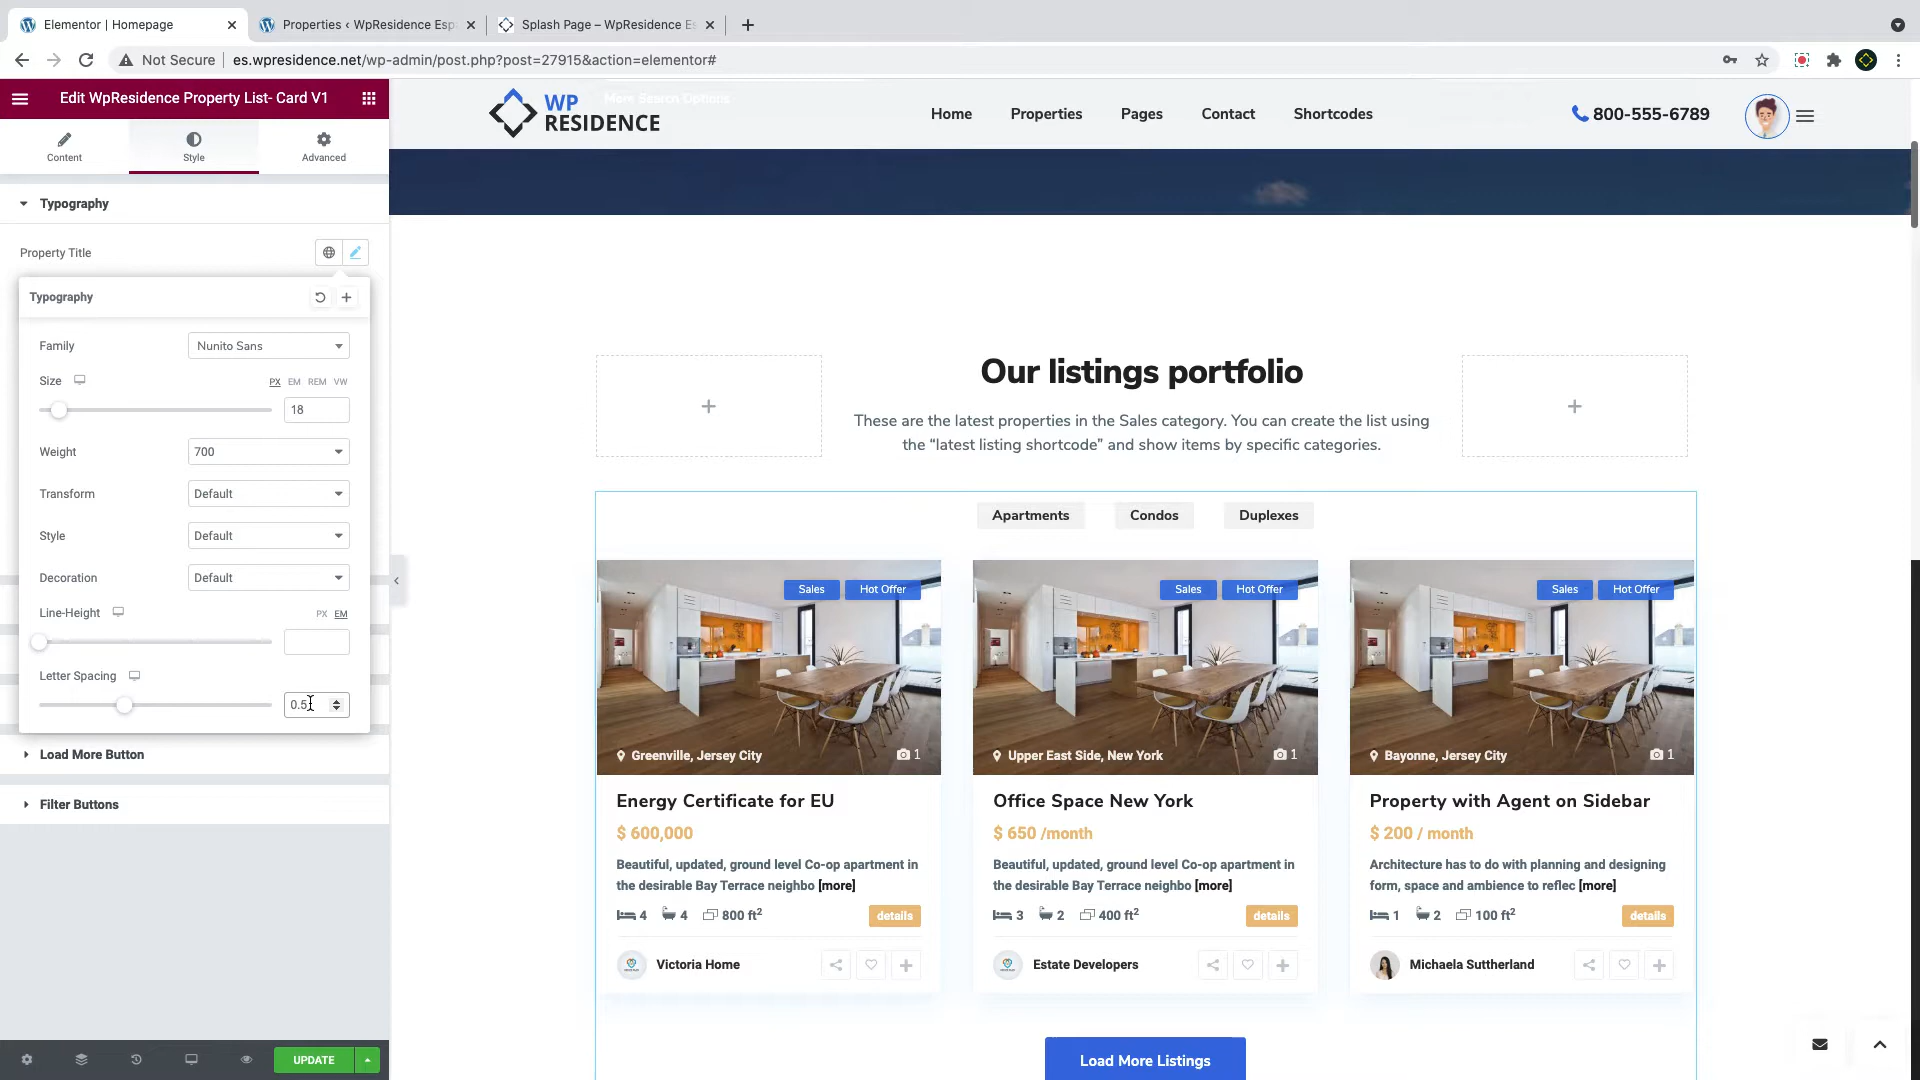 Elementor | Homepage
Properties ‹ WpResidence Esp
Splash Page – WpResidence Es
Not Secure
es.wpresidence.net/wp-admin/post.php?post=27915&action=elementor#
Edit WpResidence Property List- Card V1
Content
Style
Advanced
Typography
Property Title
Typography
Family
Nunito Sans
Size
PX EM REM VW
18
Weight
700
Transform
Default
Style
Default
Decoration
Default
Line-Height
PX EM
Letter Spacing
0.5
Load More Button
Filter Buttons
UPDATE
More Search Options
WP
RESIDENCE
Home
Properties
Pages
Contact
Shortcodes
800-555-6789
Our listings portfolio
These are the latest properties in the Sales category. You can create the list using
the “latest listing shortcode” and show items by specific categories.
Apartments
Condos
Duplexes
Sales
Hot Offer
Greenville, Jersey City
1
Energy Certificate for EU
$ 600,000
Beautiful, updated, ground level Co-op apartment in
the desirable Bay Terrace neighbo [more]
4 4 800 ft²
details
Victoria Home
Sales
Hot Offer
Upper East Side, New York
1
Office Space New York
$ 650 /month
Beautiful, updated, ground level Co-op apartment in
the desirable Bay Terrace neighbo [more]
3 2 400 ft²
details
Estate Developers
Sales
Hot Offer
Bayonne, Jersey City
1
Property with Agent on Sidebar
$ 200 / month
Architecture has to do with planning and designing
form, space and ambience to reflec [more]
1 2 100 ft²
details
Michaela Suttherland
Load More Listings